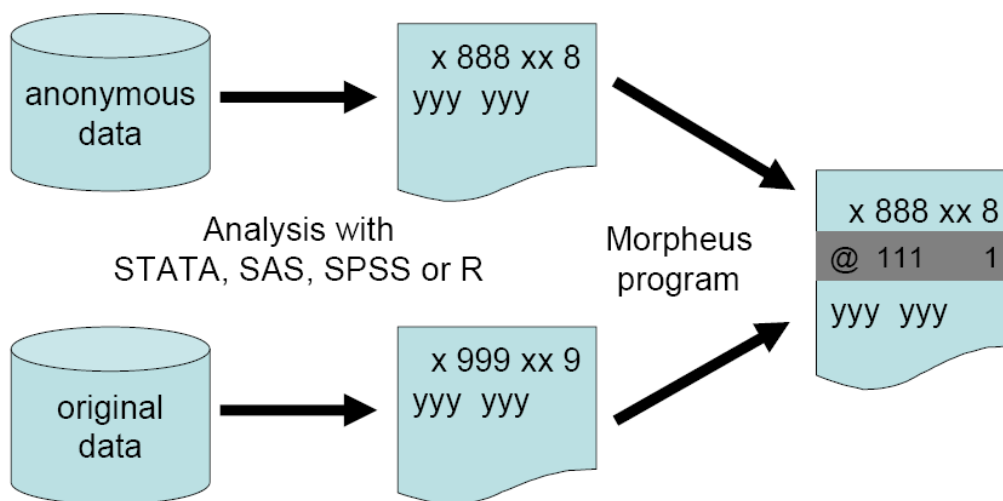 anonymous
data
x 888 xx 8
yyy yyy
Analysis with
STATA, SAS, SPSS or R
Morpheus
program
x 888 xx 8
@ 111 1
yyy yyy
original
data
x 999 xx 9
yyy yyy